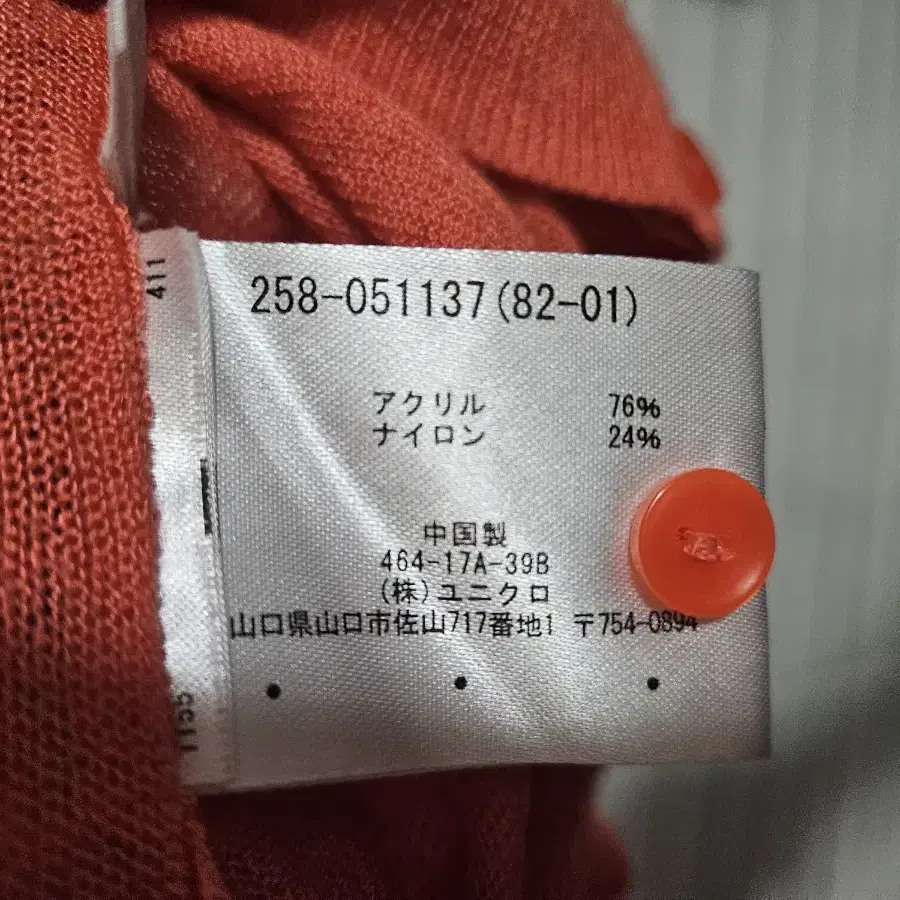 258-051137(82-01)
アクリル 76%
ナイロン 24%
中国製
464-17A-39B
(株)ユニクロ
山口県山口市佐山717番地1 〒754-0894
411
1155